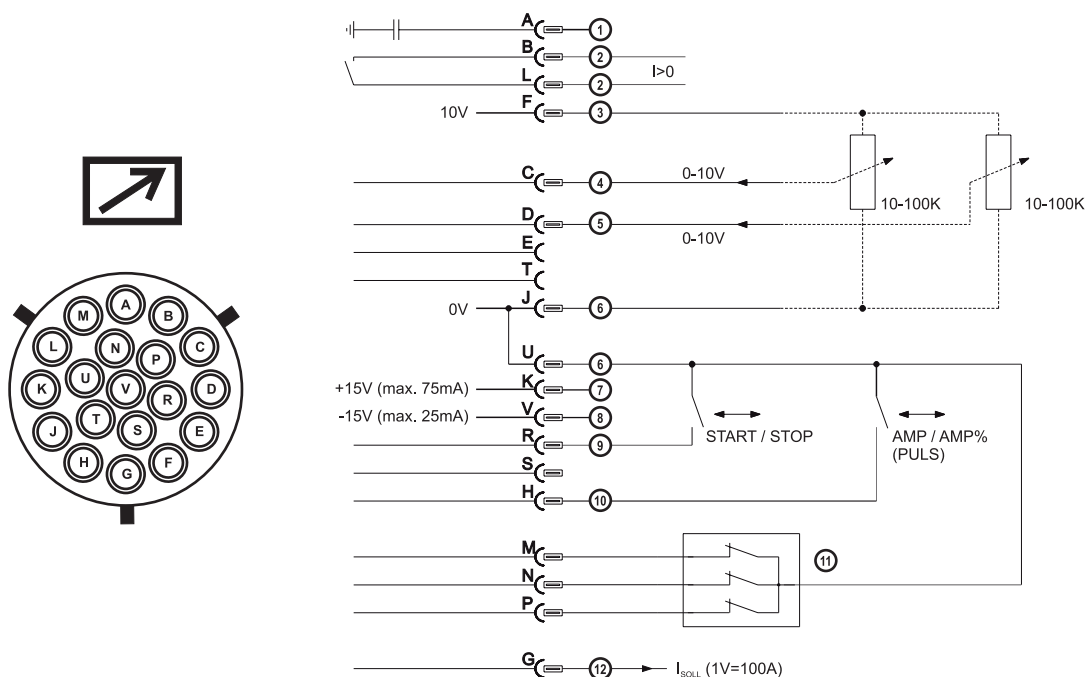 A 1
B 2
I>0
L 2
10V F 3
C 4 0-10V
10-100K 10-100K
D 5
0-10V
E
T
0V J 6
U 6
+15V (max. 75mA) K 7
-15V (max. 25mA) V 8
R 9
START / STOP
AMP / AMP%
(PULS)
S
H 10
M
11
N
P
G 12 ISOLL (1V=100A)
A
M B
L N P C
K U V R D
J T S E
H G F